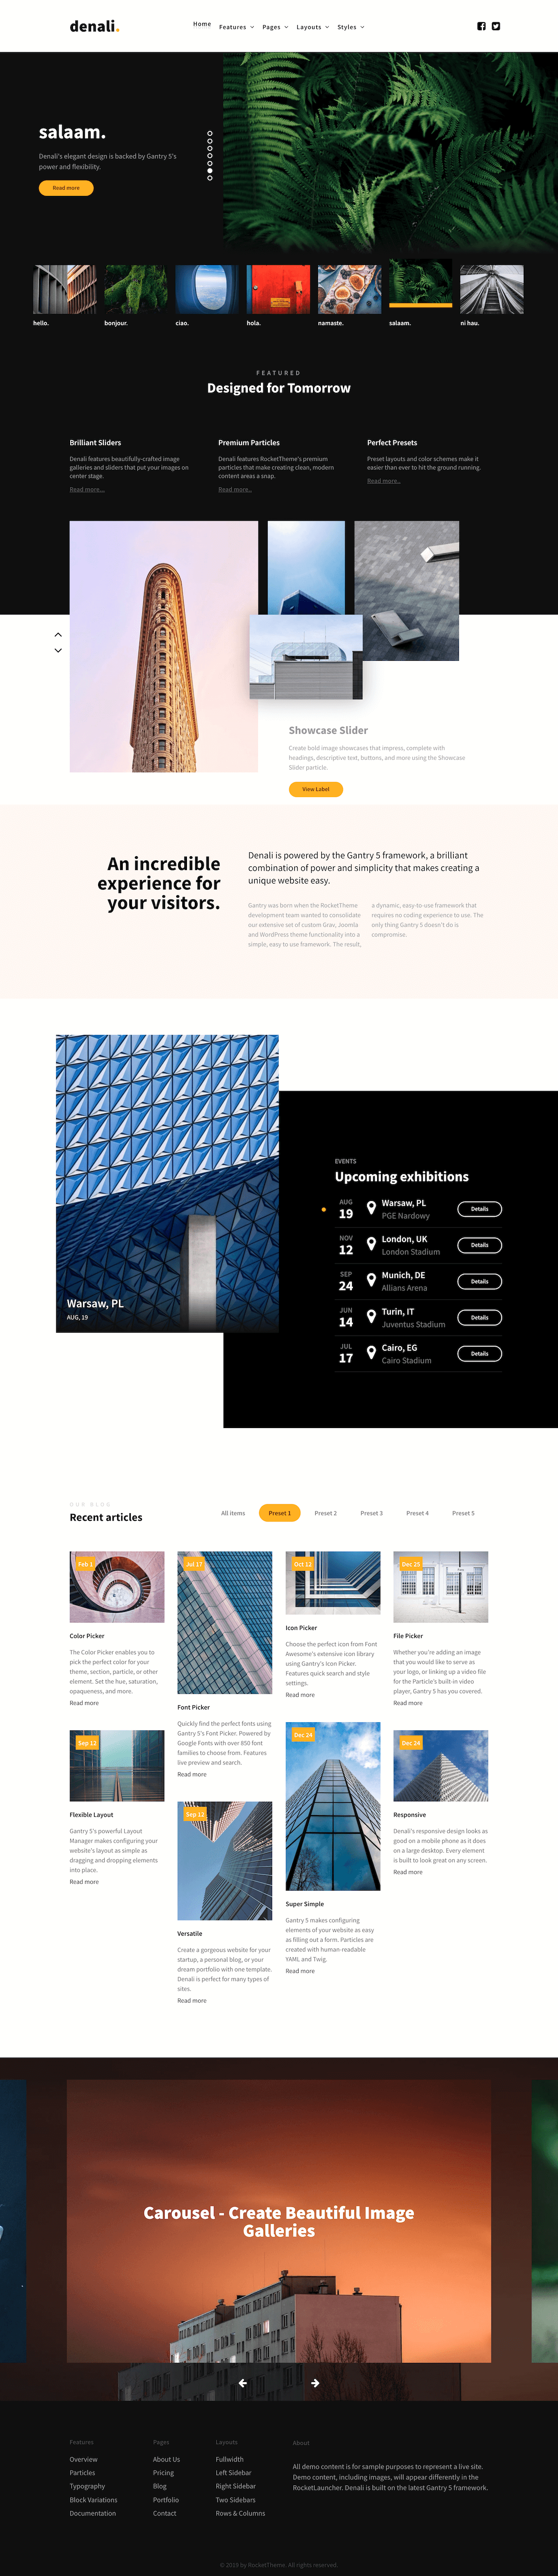 denali.
Home Features Pages Layouts Styles
salaam.
Denali's elegant design is backed by Gantry 5's
power and flexibility.
Read more
hello. bonjour. ciao. hola. namaste. salaam. ni hau.
FEATURED
Designed for Tomorrow
Brilliant Sliders
Denali features beautifully-crafted image
galleries and sliders that put your images on
center stage.
Read more...
Premium Particles
Denali features RocketTheme's premium
particles that make creating clean, modern
content areas a snap.
Read more..
Perfect Presets
Preset layouts and color schemes make it
easier than ever to hit the ground running.
Read more..
Showcase Slider
Create bold image showcases that impress, complete with
headings, descriptive text, buttons, and more using the Showcase
Slider particle.
View Label
An incredible
experience for
your visitors.
Denali is powered by the Gantry 5 framework, a brilliant
combination of power and simplicity that makes creating a
unique website easy.
Gantry was born when the RocketTheme
development team wanted to consolidate
our extensive set of custom Grav, Joomla
and WordPress theme functionality into a
simple, easy to use framework. The result,
a dynamic, easy-to-use framework that
requires no coding experience to use. The
only thing Gantry 5 doesn't do is
compromise.
Warsaw, PL
AUG, 19
EVENTS
Upcoming exhibitions
AUG
19
Warsaw, PL
PGE Nardowy
Details
NOV
12
London, UK
London Stadium
Details
SEP
24
Munich, DE
Allians Arena
Details
JUN
14
Turin, IT
Juventus Stadium
Details
JUL
17
Cairo, EG
Cairo Stadium
Details
OUR BLOG
Recent articles
All items Preset 1 Preset 2 Preset 3 Preset 4 Preset 5
Feb 1
Color Picker
The Color Picker enables you to
pick the perfect color for your
theme, section, particle, or other
element. Set the hue, saturation,
opaqueness, and more.
Read more
Jul 17
Font Picker
Quickly find the perfect fonts using
Gantry 5's Font Picker. Powered by
Google Fonts with over 850 font
families to choose from. Features
live preview and search.
Read more
Oct 12
Icon Picker
Choose the perfect icon from Font
Awesome's extensive icon library
using Gantry's Icon Picker.
Features quick search and style
settings.
Read more
Dec 25
File Picker
Whether you're adding an image
that you would like to serve as
your logo, or linking up a video file
for the Particle's built-in video
player, Gantry 5 has you covered.
Read more
Sep 12
Flexible Layout
Gantry 5's powerful Layout
Manager makes configuring your
website's layout as simple as
dragging and dropping elements
into place.
Read more
Sep 12
Versatile
Create a gorgeous website for your
startup, a personal blog, or your
dream portfolio with one template.
Denali is perfect for many types of
sites.
Read more
Dec 24
Super Simple
Gantry 5 makes configuring
elements of your website as easy
as filling out a form. Particles are
created with human-readable
YAML and Twig.
Read more
Dec 24
Responsive
Denali's responsive design looks as
good on a mobile phone as it does
on a large desktop. Every element
is built to look great on any screen.
Read more
Carousel - Create Beautiful Image
Galleries
Features
Overview
Particles
Typography
Block Variations
Documentation
Pages
About Us
Pricing
Blog
Portfolio
Contact
Layouts
Fullwidth
Left Sidebar
Right Sidebar
Two Sidebars
Rows & Columns
About
All demo content is for sample purposes to represent a live site.
Demo content, including images, will appear differently in the
RocketLauncher. Denali is built on the latest Gantry 5 framework.
© 2019 by RocketTheme. All rights reserved.